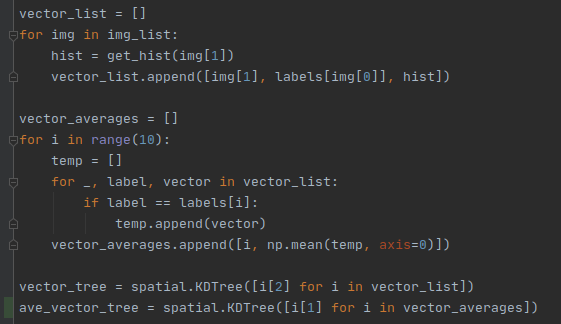 vector_list = []
for img in img_list:
    hist = get_hist(img[1])
    vector_list.append([img[1], labels[img[0]], hist])

vector_averages = []
for i in range(10):
    temp = []
    for _, label, vector in vector_list:
        if label == labels[i]:
            temp.append(vector)
    vector_averages.append([i, np.mean(temp, axis=0)])

vector_tree = spatial.KDTree([i[2] for i in vector_list])
ave_vector_tree = spatial.KDTree([i[1] for i in vector_averages])